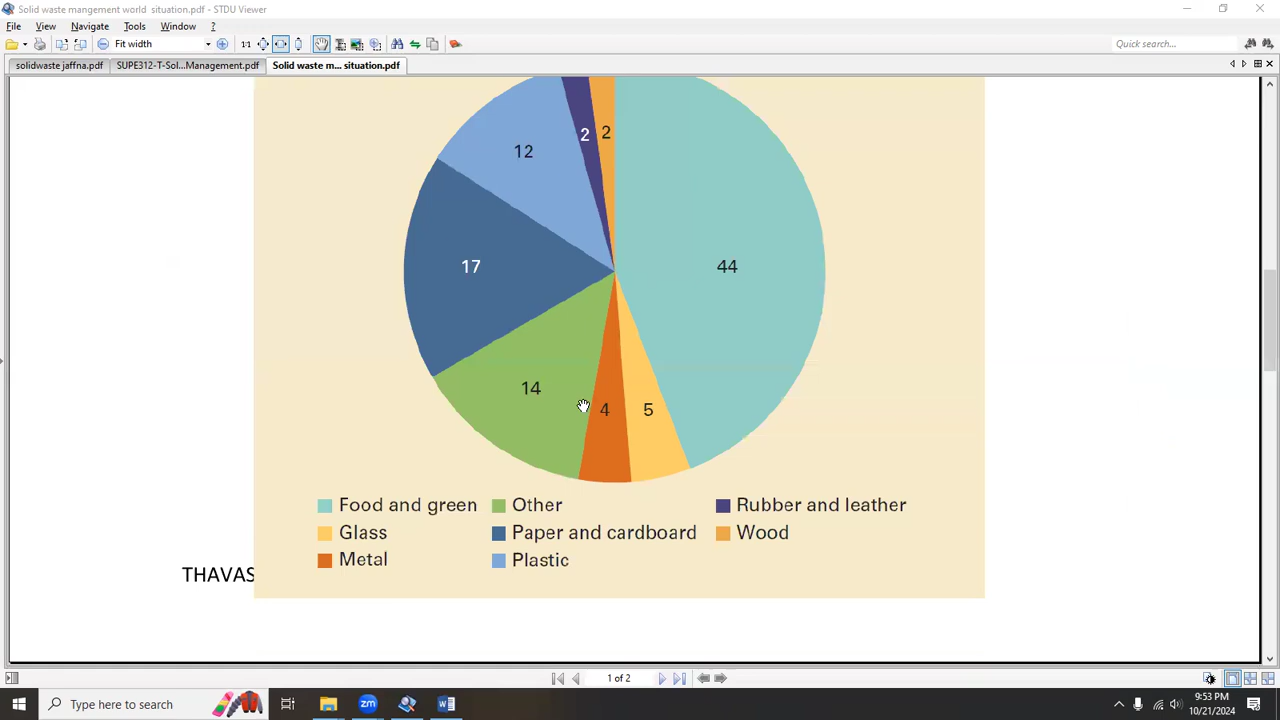 Solid waste mangement world situation.pdf - STDU Viewer
File View Navigate Tools Window ?
Fit width 1:1 Quick search...
solidwaste jaffna.pdf SUPE312-T-Sol...Management.pdf Solid waste m... situation.pdf
2 2
12
17 44
14 4 5
Food and green Other Rubber and leather
Glass Paper and cardboard Wood
Metal Plastic
THAVAS
1 of 2
Type here to search zm W 9:53 PM
10/21/2024